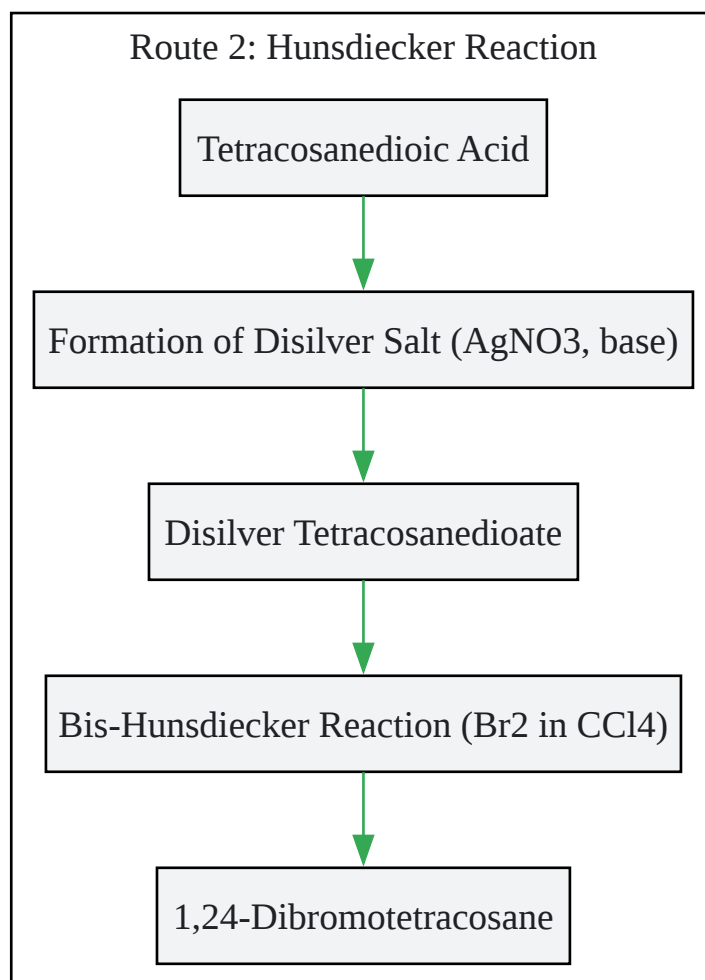 Route 2: Hunsdiecker Reaction
Tetracosanedioic Acid
Formation of Disilver Salt (AgNO3, base)
Disilver Tetracosanedioate
Bis-Hunsdiecker Reaction (Br2 in CCl4)
1,24-Dibromotetracosane